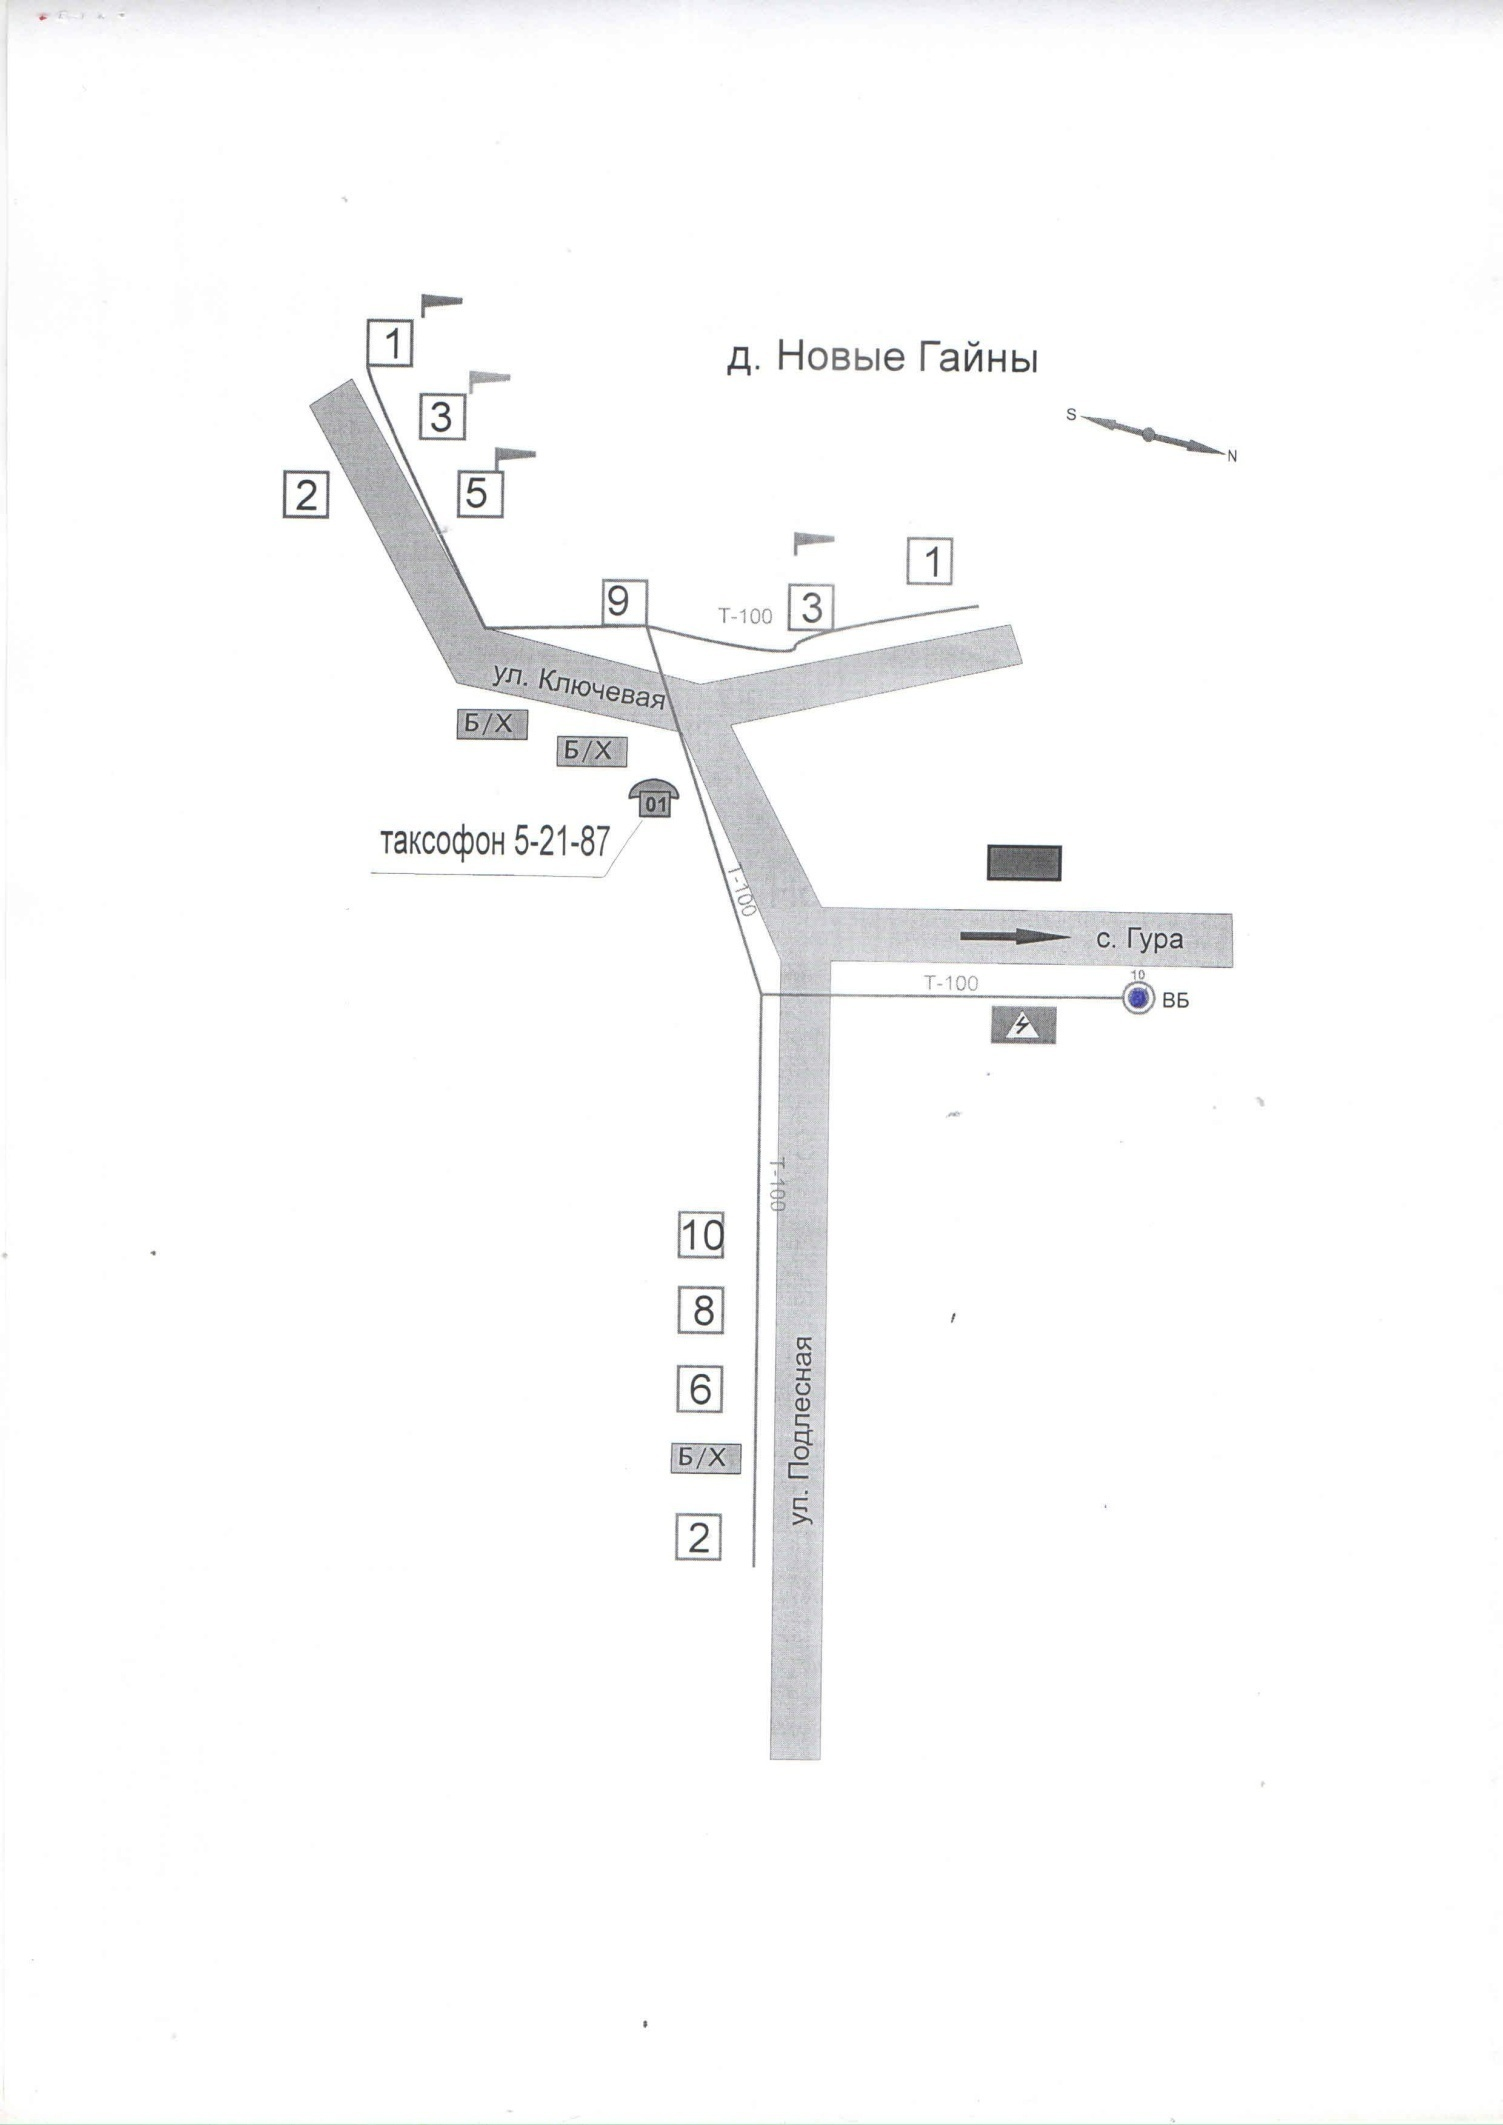 1
д. Новые Гайны
3
S
N
2
5
1
9
Т-100
3
ул. Ключевая
Б/Х
Б/Х
01
таксофон 5-21-87
Т-100
с. Гура
10
Т-100
ВБ
Т-100
10
8
6
ул. Подлесная
Б/Х
2